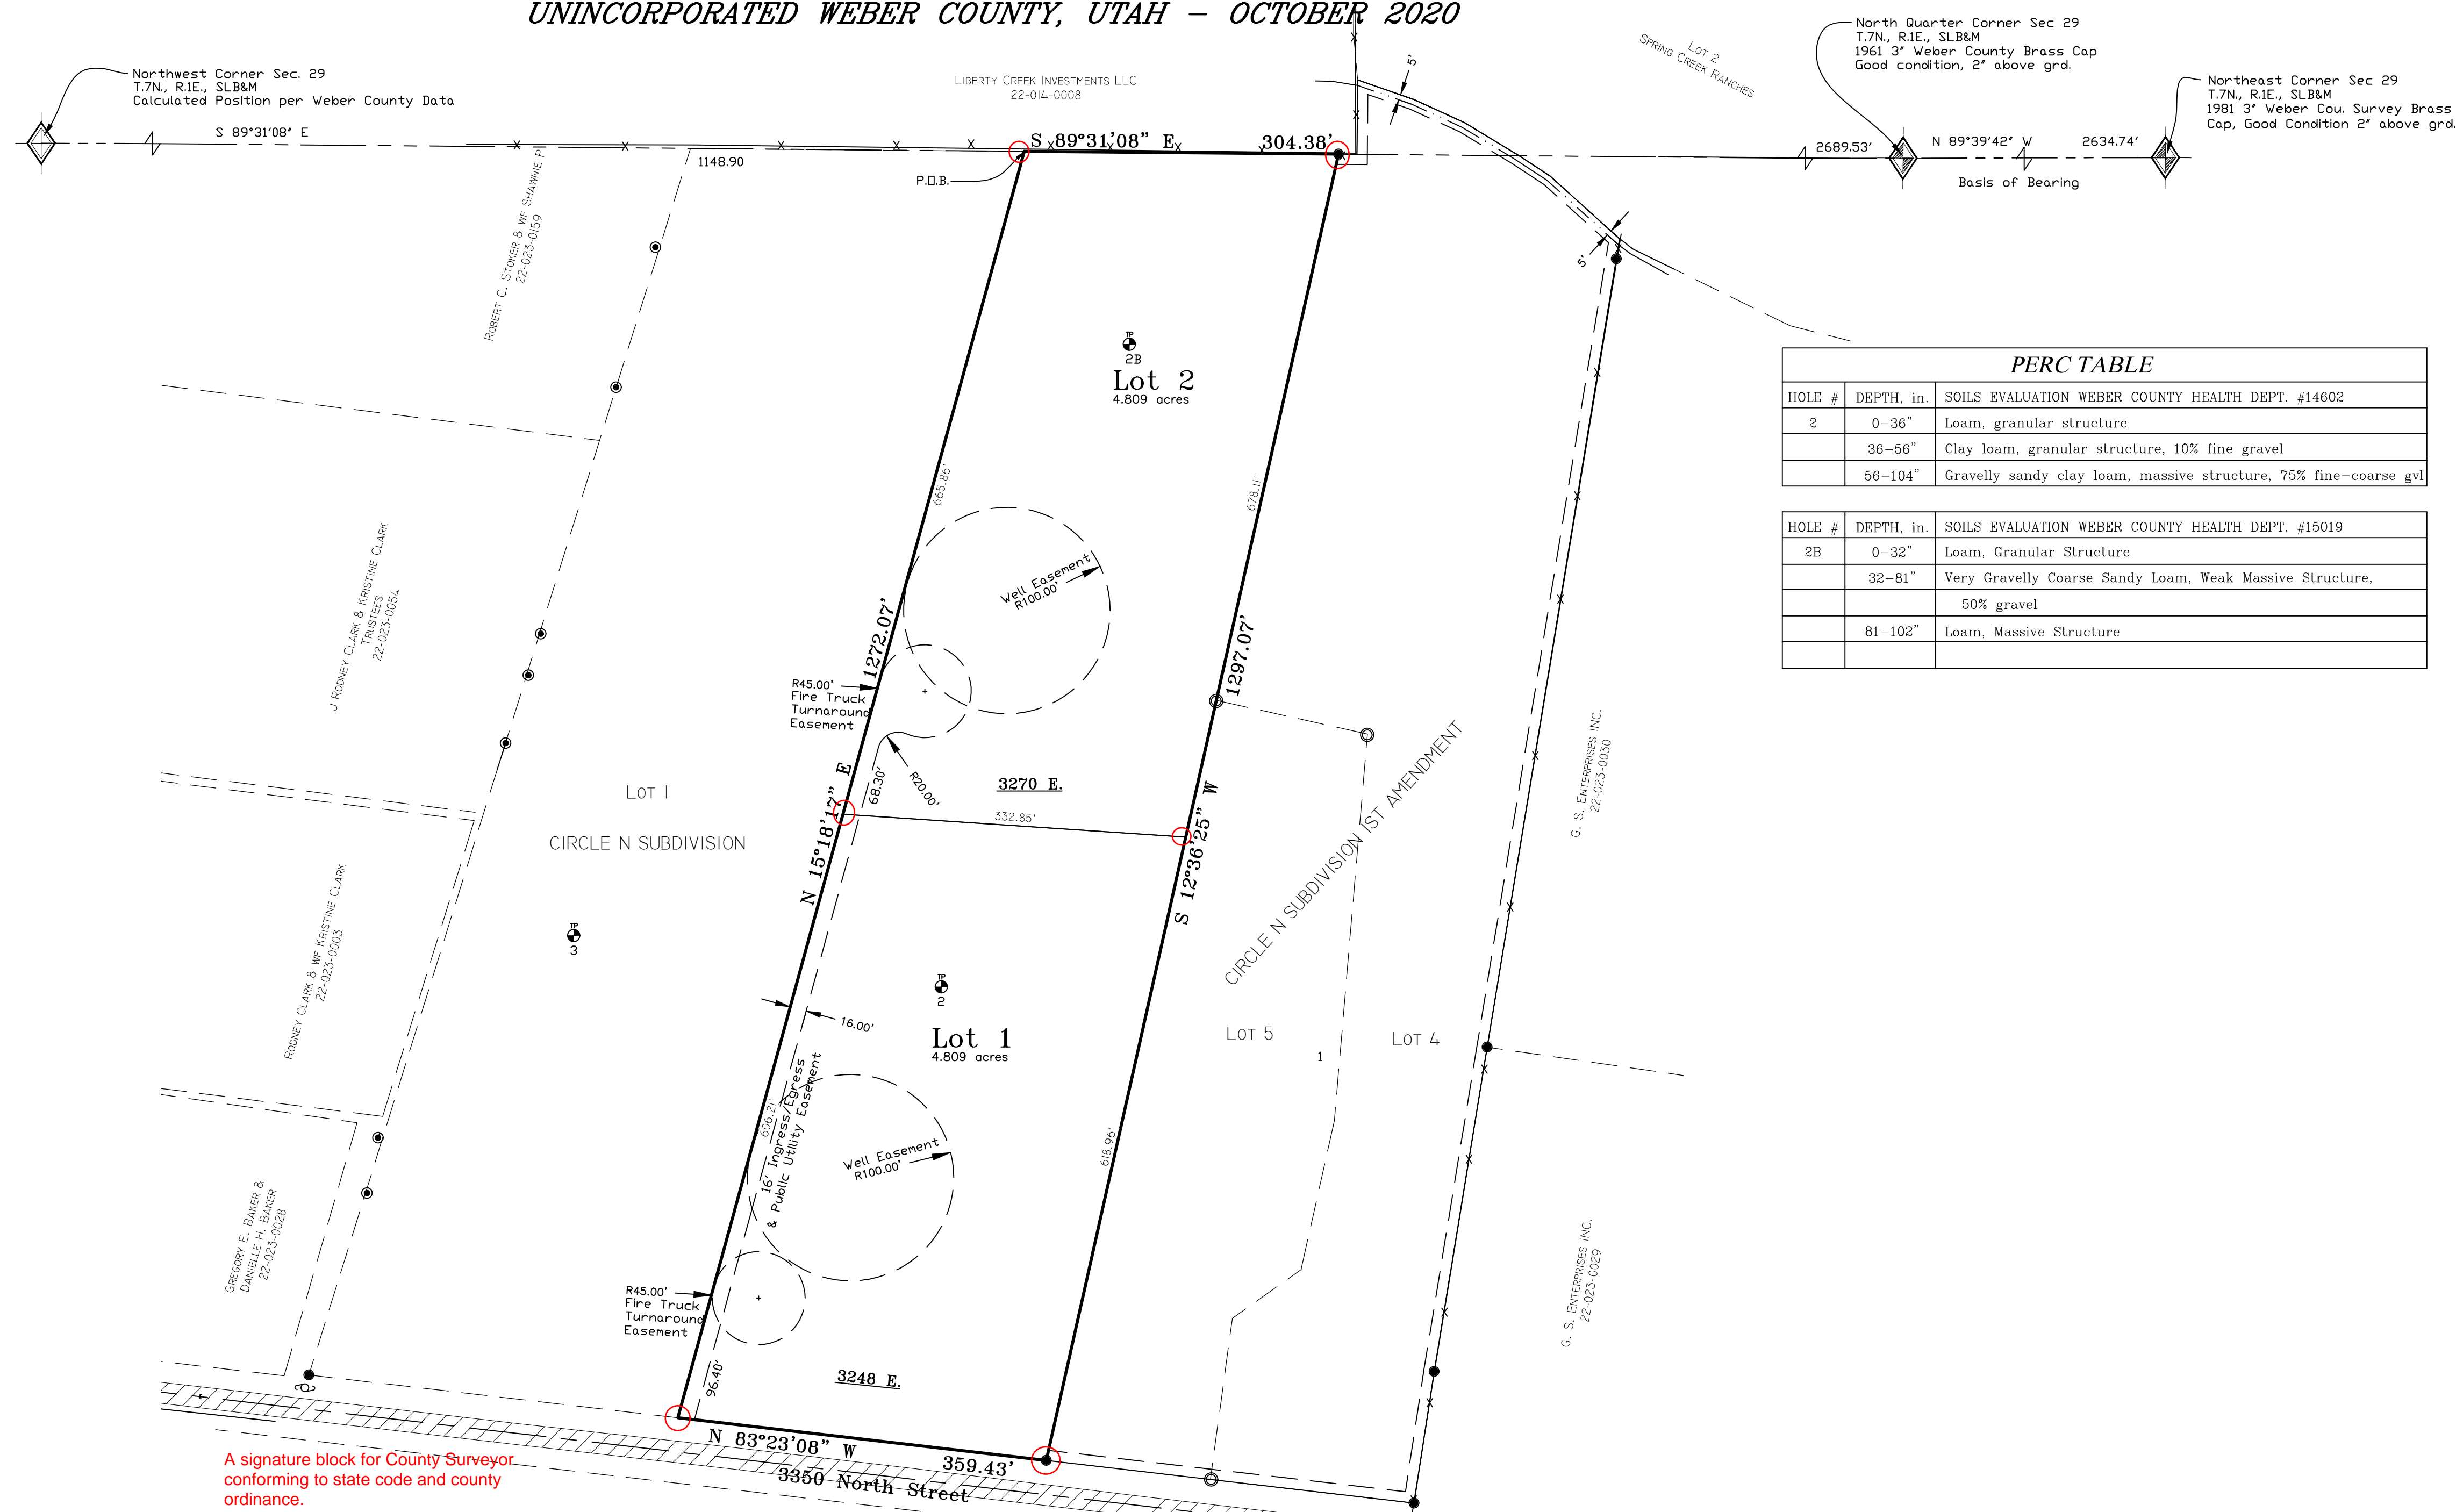 UNINCORPORATED WEBER COUNTY, UTAH – OCTOBER 2020
Northwest Corner Sec. 29
T.7N., R.1E., SLB&M
Calculated Position per Weber County Data
S 89°31'08" E
LIBERTY CREEK INVESTMENTS LLC
22-014-0008
5'
LOT 2
SPRING CREEK RANCHES
North Quarter Corner Sec 29
T.7N., R.1E., SLB&M
1961 3" Weber County Brass Cap
Good condition, 2" above grd.
Northeast Corner Sec 29
T.7N., R.1E., SLB&M
1981 3" Weber Cou. Survey Brass
Cap, Good Condition 2" above grd.
S 89°31'08" E 304.38'
1148.90
P.O.B.
2689.53'
N 89°39'42" W
2634.74'
Basis of Bearing
5'
ROBERT C. STOKER & WF SHAWNIE P
22-023-0159
TP
2B
Lot 2
4.809 acres
665.86'
678.11'
PERC TABLE
HOLE # DEPTH, in. SOILS EVALUATION WEBER COUNTY HEALTH DEPT. #14602
2 0-36" Loam, granular structure
36-56" Clay loam, granular structure, 10% fine gravel
56-104" Gravelly sandy clay loam, massive structure, 75% fine-coarse gvl
HOLE # DEPTH, in. SOILS EVALUATION WEBER COUNTY HEALTH DEPT. #15019
2B 0-32" Loam, Granular Structure
32-81" Very Gravelly Coarse Sandy Loam, Weak Massive Structure,
50% gravel
81-102" Loam, Massive Structure
J RODNEY CLARK & KRISTINE CLARK
TRUSTEES
22-023-0054
Well Easement
R100.00'
1272.07'
1297.07'
R45.00'
Fire Truck
Turnaround
Easement
68.30'
R20.00'
3270 E.
332.85'
N 15°18'17" E
S 12°36'25" W
LOT 1
CIRCLE N SUBDIVISION
CIRCLE N SUBDIVISION 1ST AMENDMENT
G. S. ENTERPRISES INC.
22-023-0030
RODNEY CLARK & WF KRISTINE CLARK
22-023-0003
TP
3
TP
2
Lot 1
4.809 acres
16.00'
LOT 5
1
LOT 4
606.21'
16' Ingress/Egress
& Public Utility Easement
Well Easement
R100.00'
618.96'
GREGORY E. BAKER &
DANIELLE H. BAKER
22-023-0028
G. S. ENTERPRISES INC.
22-023-0029
R45.00'
Fire Truck
Turnaround
Easement
96.40'
3248 E.
N 83°23'08" W
359.43'
3350 North Street
A signature block for County Surveyor
conforming to state code and county
ordinance.